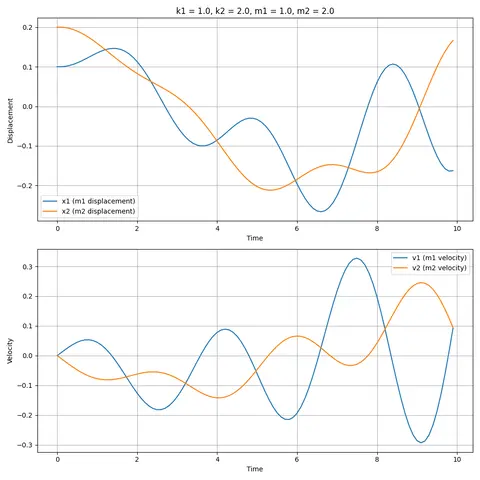 k1 = 1.0, k2 = 2.0, m1 = 1.0, m2 = 2.0
0.2
0.1
0.0
−0.1
−0.2
Displacement
x1 (m1 displacement)
x2 (m2 displacement)
0 2 4 6 8 10
Time
0.3
0.2
0.1
0.0
−0.1
−0.2
−0.3
Velocity
v1 (m1 velocity)
v2 (m2 velocity)
0 2 4 6 8 10
Time